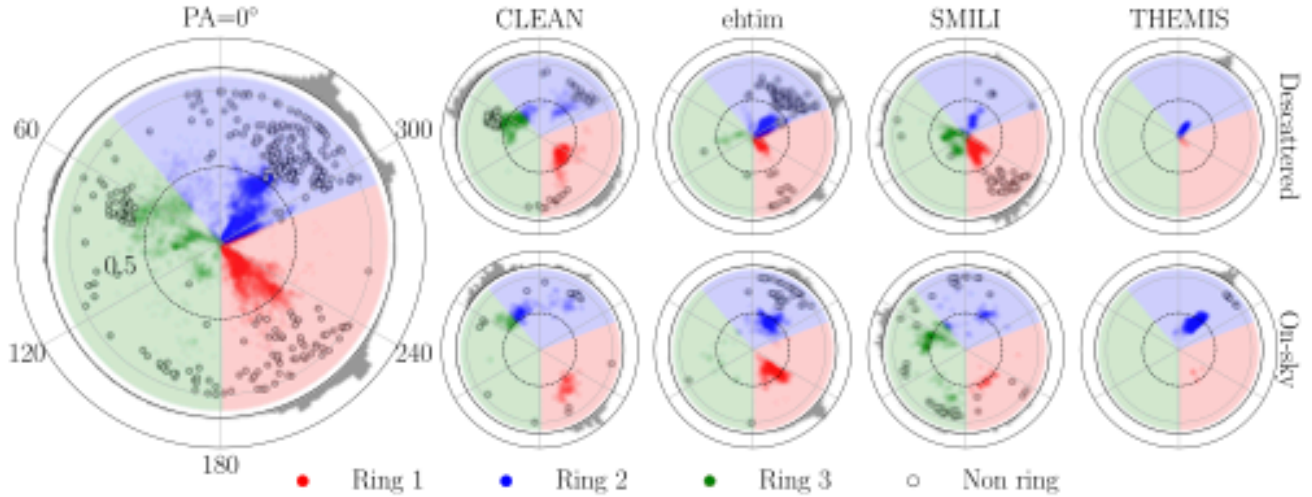 PA=0°
CLEAN
ehtim
SMILI
THEMIS
60
300
0.5
120
240
180
Descattered
On-sky
Ring 1
Ring 2
Ring 3
Non ring